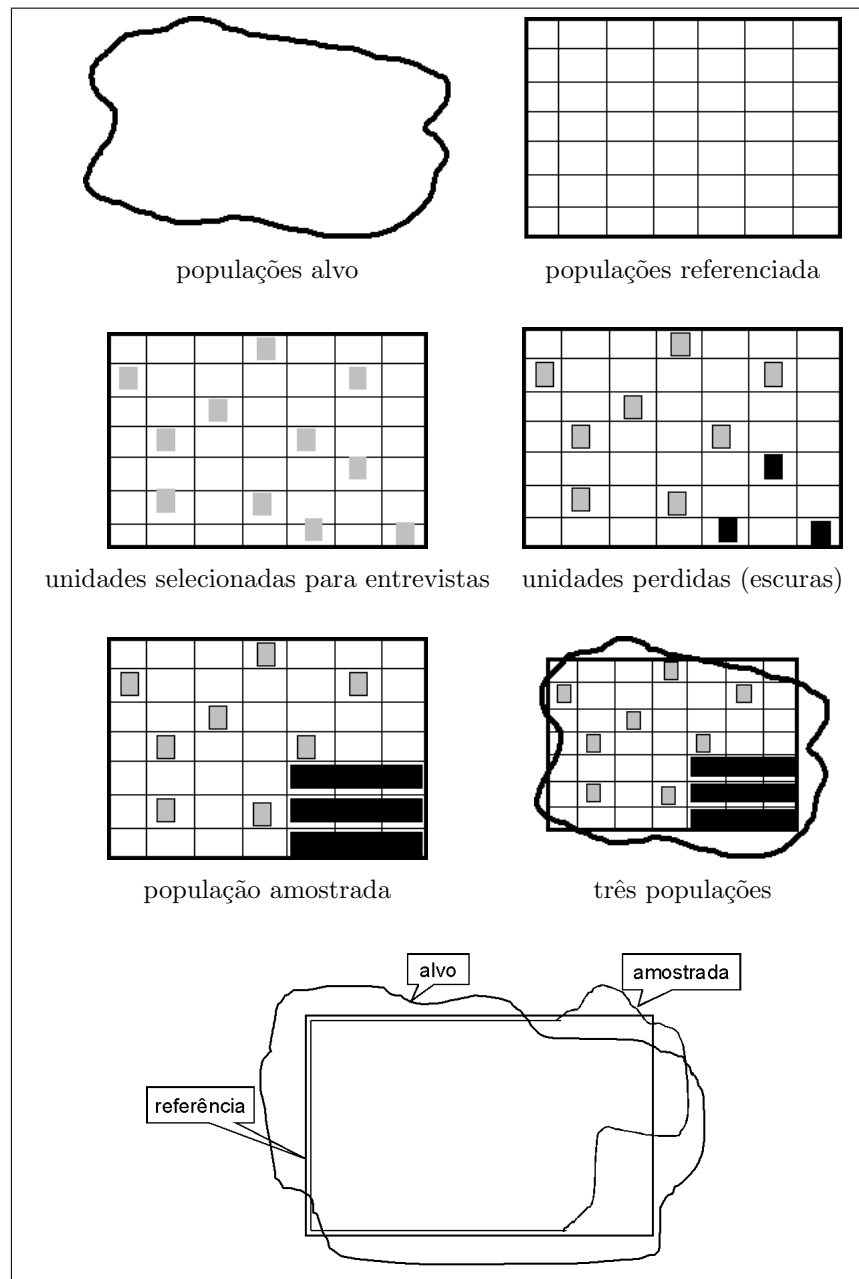 populações alvo
populações referenciada
unidades selecionadas para entrevistas
unidades perdidas (escuras)
população amostrada
três populações
alvo
amostrada
referência